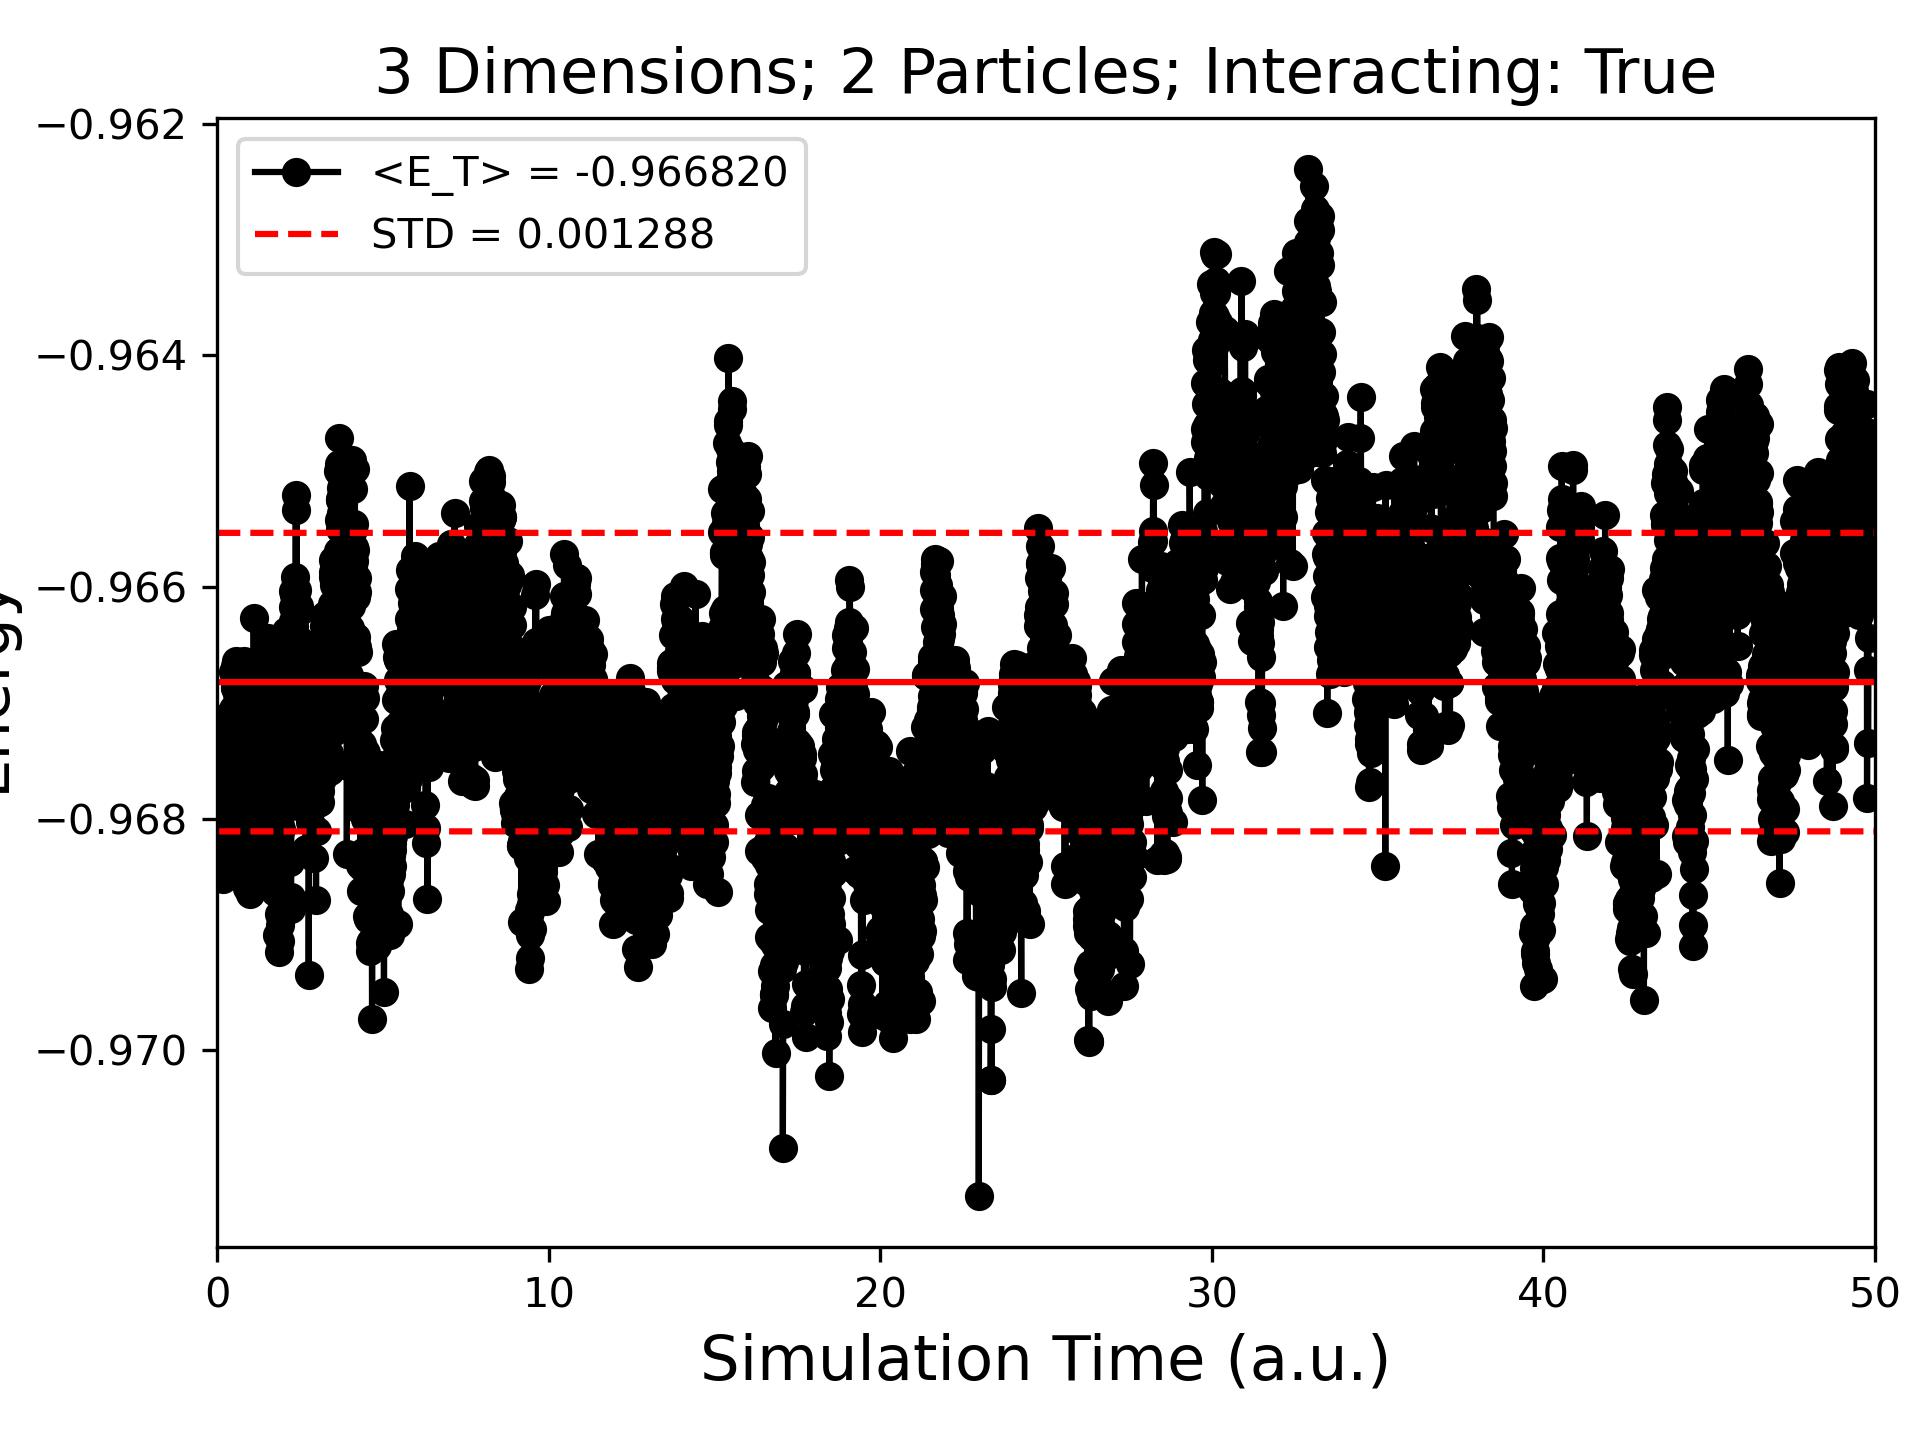 3 Dimensions; 2 Particles; Interacting: True
<E_T> = -0.966820
STD = 0.001288
−0.962
−0.964
−0.966
−0.968
−0.970
Energy
0 10 20 30 40 50
Simulation Time (a.u.)